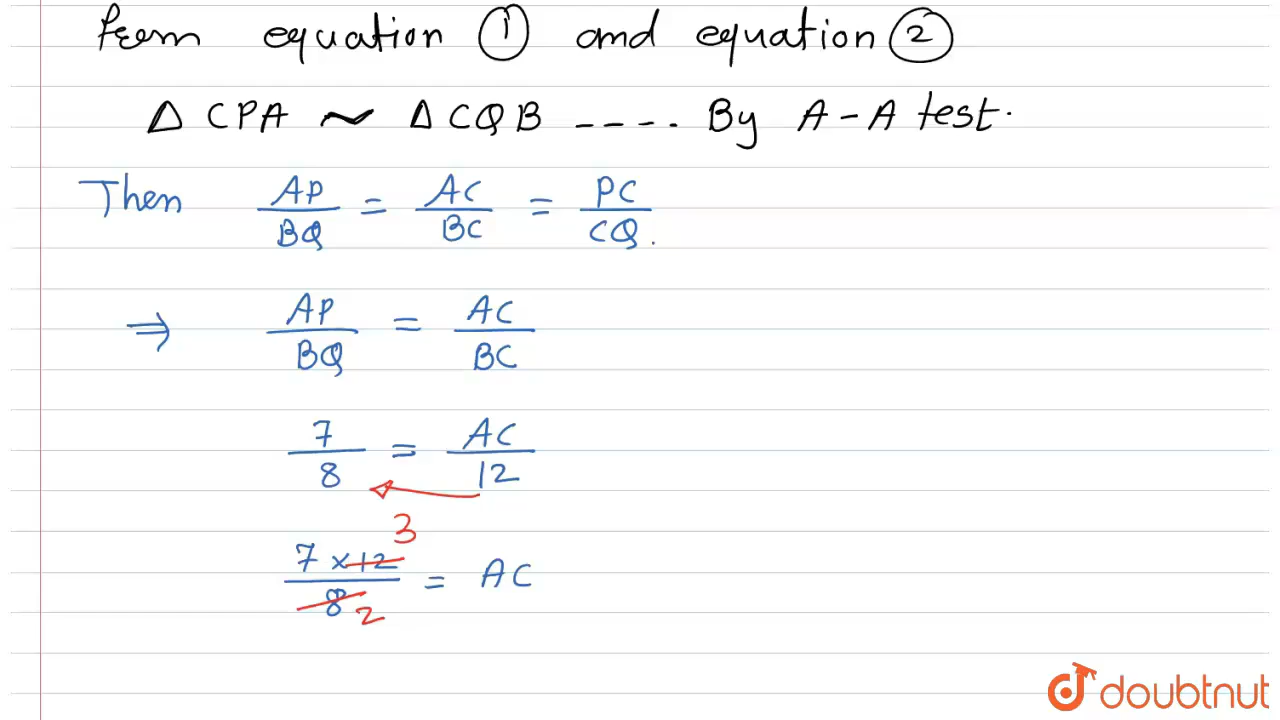 From equation ① and equation ②
Δ CPA ~ Δ CQB ----. By A-A test.
Then AP/BQ = AC/BC = PC/CQ.
⇒ AP/BQ = AC/BC
7/8 = AC/12
3
7 × 12/8 = AC
2
doubtnut